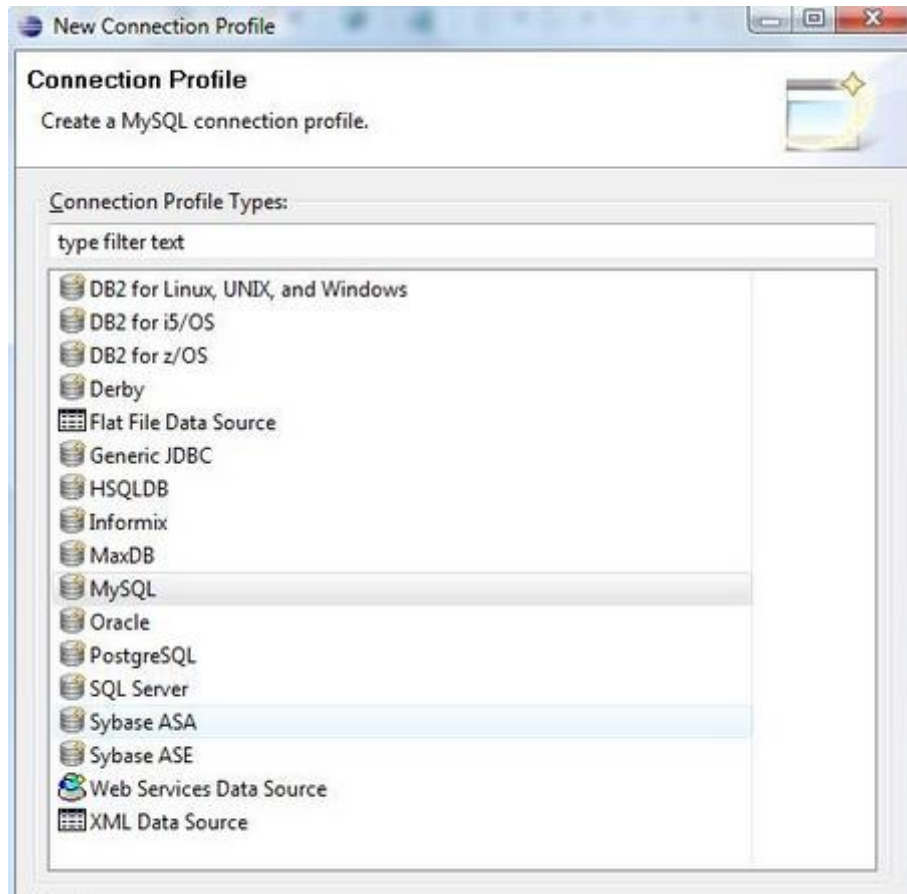 New Connection Profile
Connection Profile
Create a MySQL connection profile.
Connection Profile Types:
type filter text
DB2 for Linux, UNIX, and Windows
DB2 for i5/OS
DB2 for z/OS
Derby
Flat File Data Source
Generic JDBC
HSQLDB
Informix
MaxDB
MySQL
Oracle
PostgreSQL
SQL Server
Sybase ASA
Sybase ASE
Web Services Data Source
XML Data Source